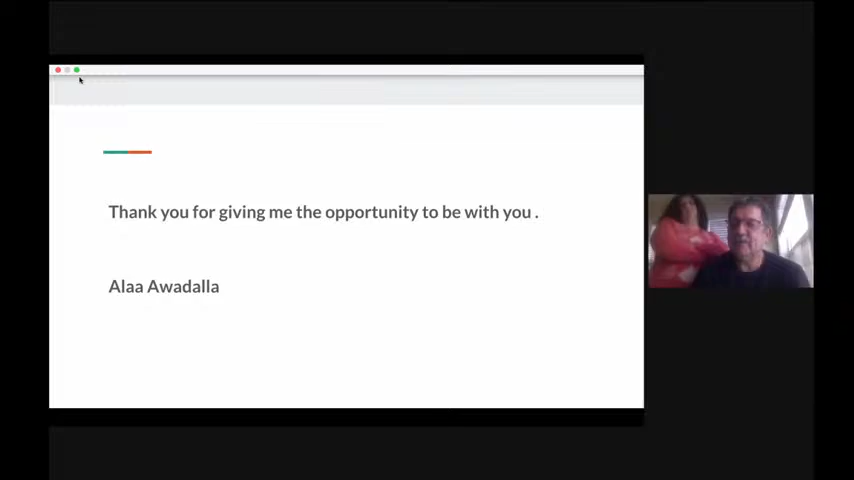 Thank you for giving me the opportunity to be with you .
Alaa Awadalla